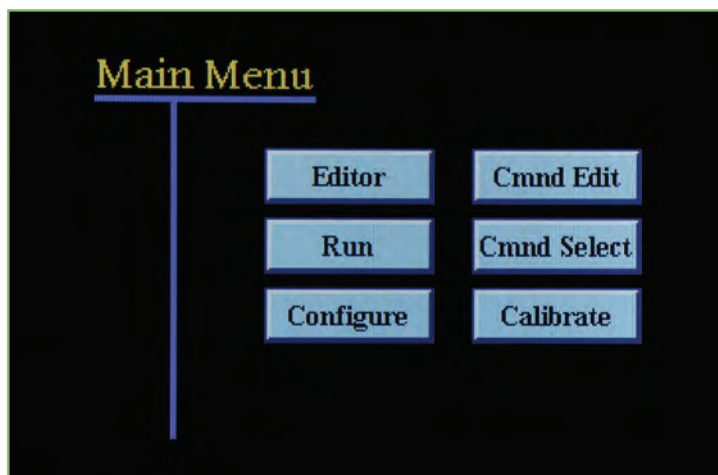 Main Menu
Editor
Cmnd Edit
Run
Cmnd Select
Configure
Calibrate